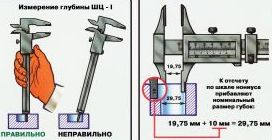 Измерение глубины ШЦ - I
ПРАВИЛЬНО
НЕПРАВИЛЬНО
19,75
29,75
К отсчету
по шкале нониуса
прибавляют
номинальный
размер губок:
19,75 мм + 10 мм = 29,75 мм